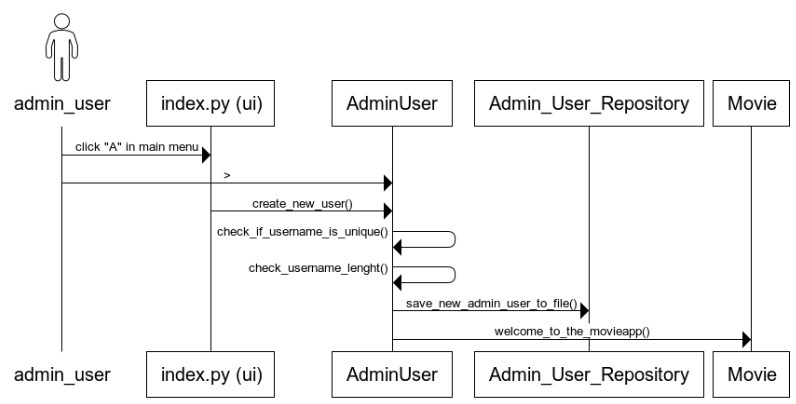 admin_user
index.py (ui)
AdminUser
Admin_User_Repository
Movie
click "A" in main menu
>
create_new_user()
check_if_username_is_unique()
check_username_lenght()
save_new_admin_user_to_file()
welcome_to_the_movieapp()
admin_user
index.py (ui)
AdminUser
Admin_User_Repository
Movie